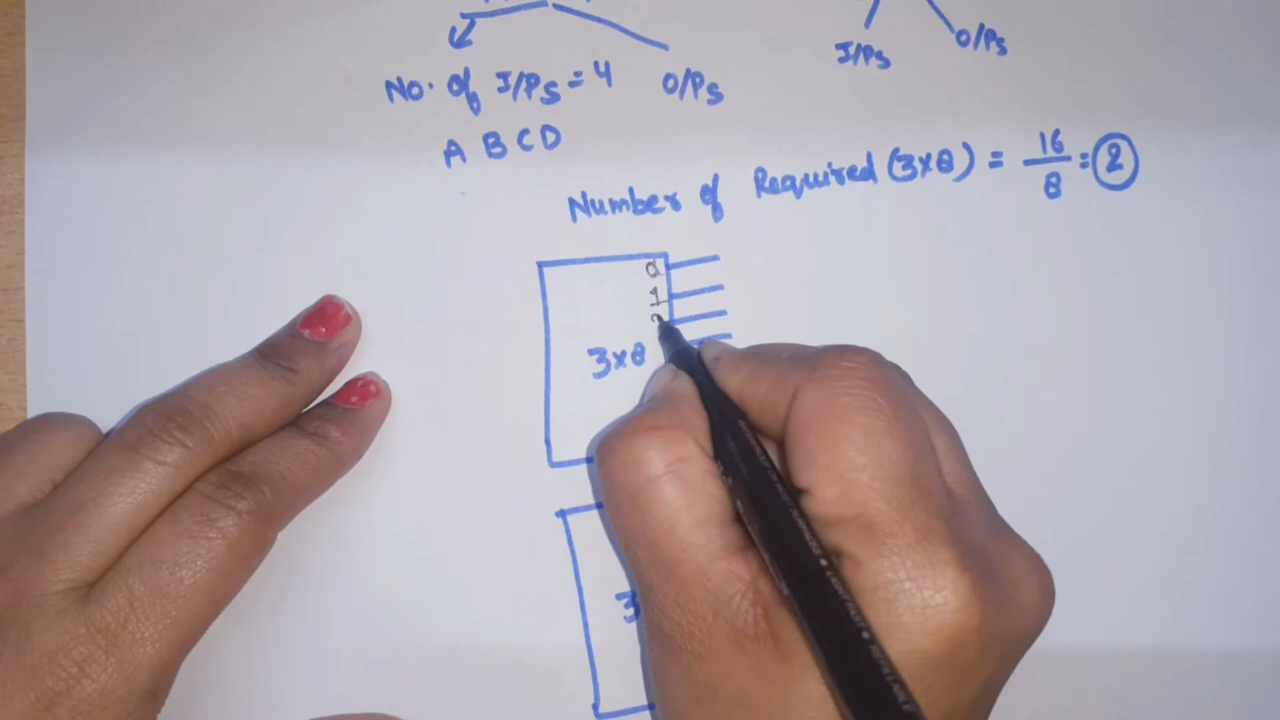 No. of I/Ps = 4 O/Ps
I/Ps O/Ps
A B C D
Number of Required (3x8) = 16/8 = 2
0
1
3x8
3